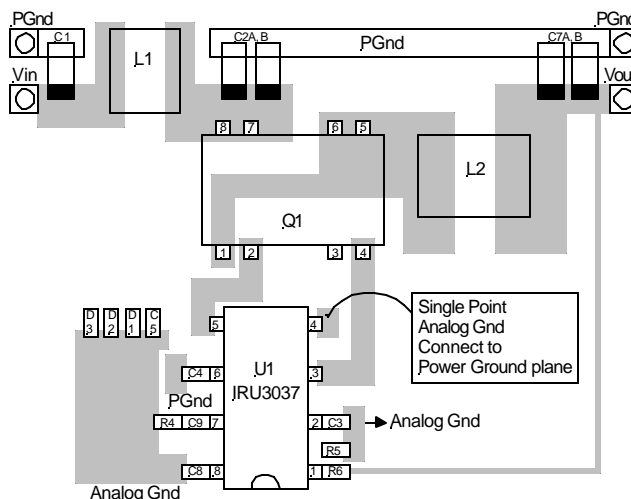 PGnd
PGnd
C1
C2A, B
C7A, B
PGnd
L1
Vin
Vou
8
7
6
5
L2
Q1
1
2
3
4
D3
D2
D1
C5
5
4
Single Point
Analog Gnd
Connect to
Power Ground plane
C4
6
U1
3
IRU3037
PGnd
R4
C9
7
2
C3
Analog Gnd
R5
C8
8
1
R6
Analog Gnd